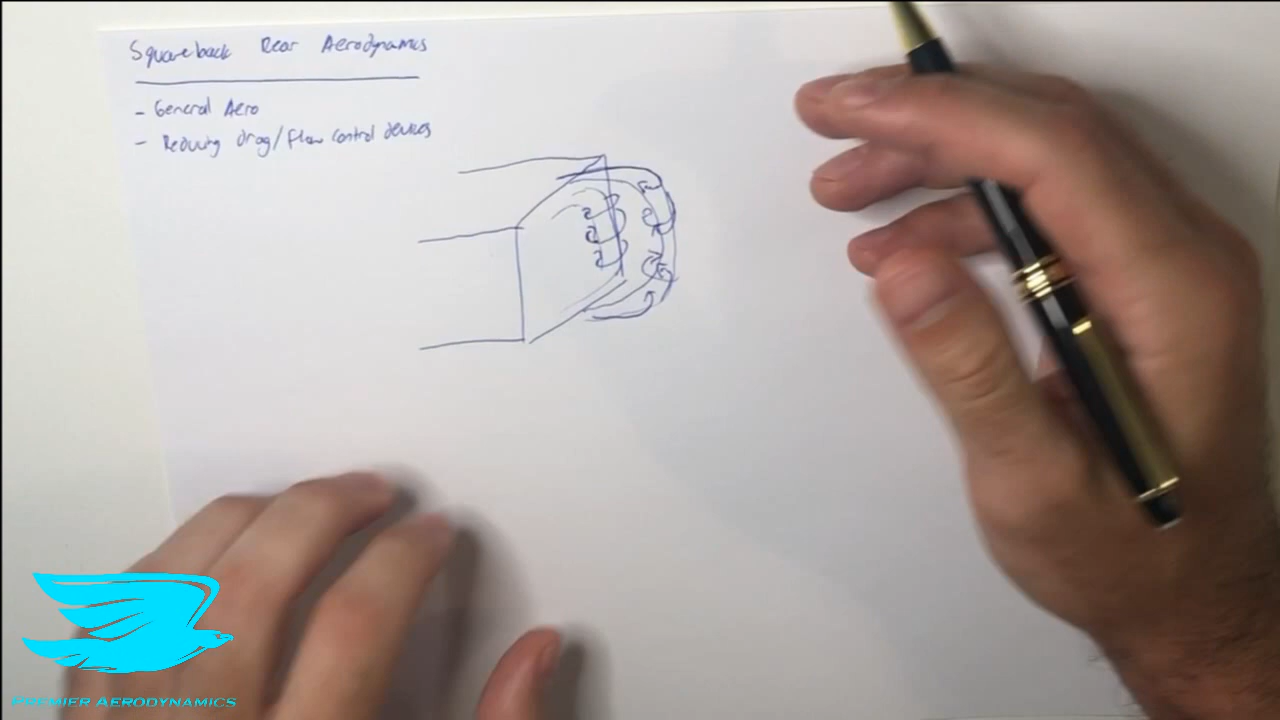 Squareback Rear Aerodynamics
- General Aero
- Reducing drag/Flow control devices
PREMIER AERODYNAMICS